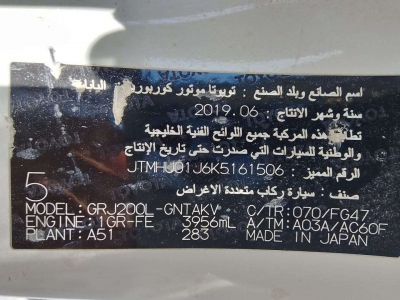 اسم الصانع وبلد الصنع : تويوتا موتور كوربوريشن اليابان
سنة وشهر الانتاج : 2019.06
تطابق هذه المركبة جميع اللوائح الفنية الخليجية
والوطنية للسيارات التي صدرت حتى تاريخ الإنتاج
الرقم المميز : JTMHU01J6K5161506
صنف : سيارة ركاب متعددة الاغراض
5
MODEL: GRJ200L-GNTAKV C/TR: 070/FG47
ENGINE: 1GR-FE 3956mL A/TM: A03A/AC60F
PLANT: A51 283 MADE IN JAPAN